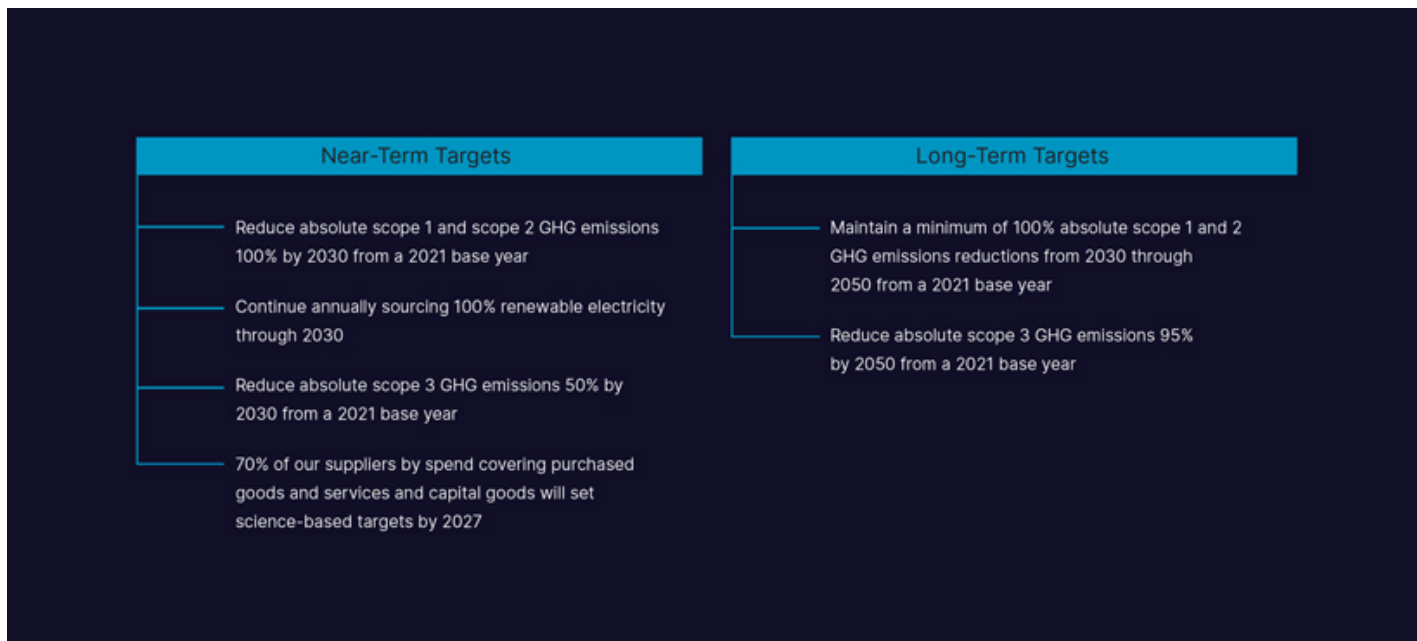 Near-Term Targets
Reduce absolute scope 1 and scope 2 GHG emissions
100% by 2030 from a 2021 base year
Continue annually sourcing 100% renewable electricity
through 2030
Reduce absolute scope 3 GHG emissions 50% by
2030 from a 2021 base year
70% of our suppliers by spend covering purchased
goods and services and capital goods will set
science-based targets by 2027
Long-Term Targets
Maintain a minimum of 100% absolute scope 1 and 2
GHG emissions reductions from 2030 through
2050 from a 2021 base year
Reduce absolute scope 3 GHG emissions 95%
by 2050 from a 2021 base year